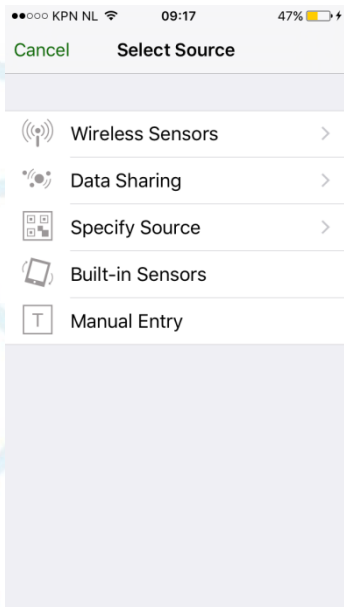 KPN NL 09:17 47%
Cancel Select Source
Wireless Sensors
Data Sharing
Specify Source
Built-in Sensors
T Manual Entry